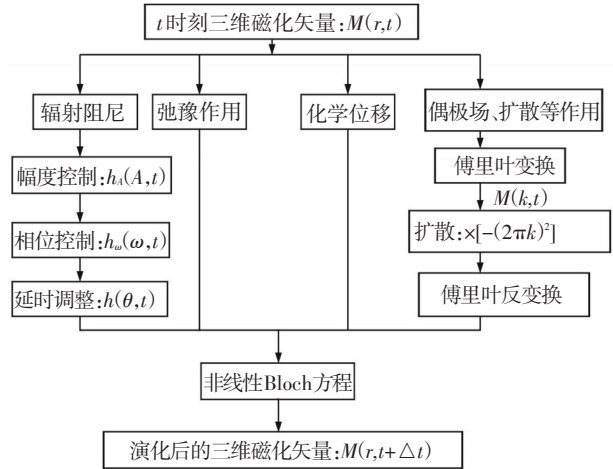 t时刻三维磁化矢量:M(r,t)
辐射阻尼
弛豫作用
化学位移
偶极场、扩散等作用
幅度控制:hA(A,t)
傅里叶变换
M(k,t)
相位控制:hω(ω,t)
扩散:×[-(2πk)²]
延时调整:h(θ,t)
傅里叶反变换
非线性Bloch方程
演化后的三维磁化矢量:M(r,t+△t)